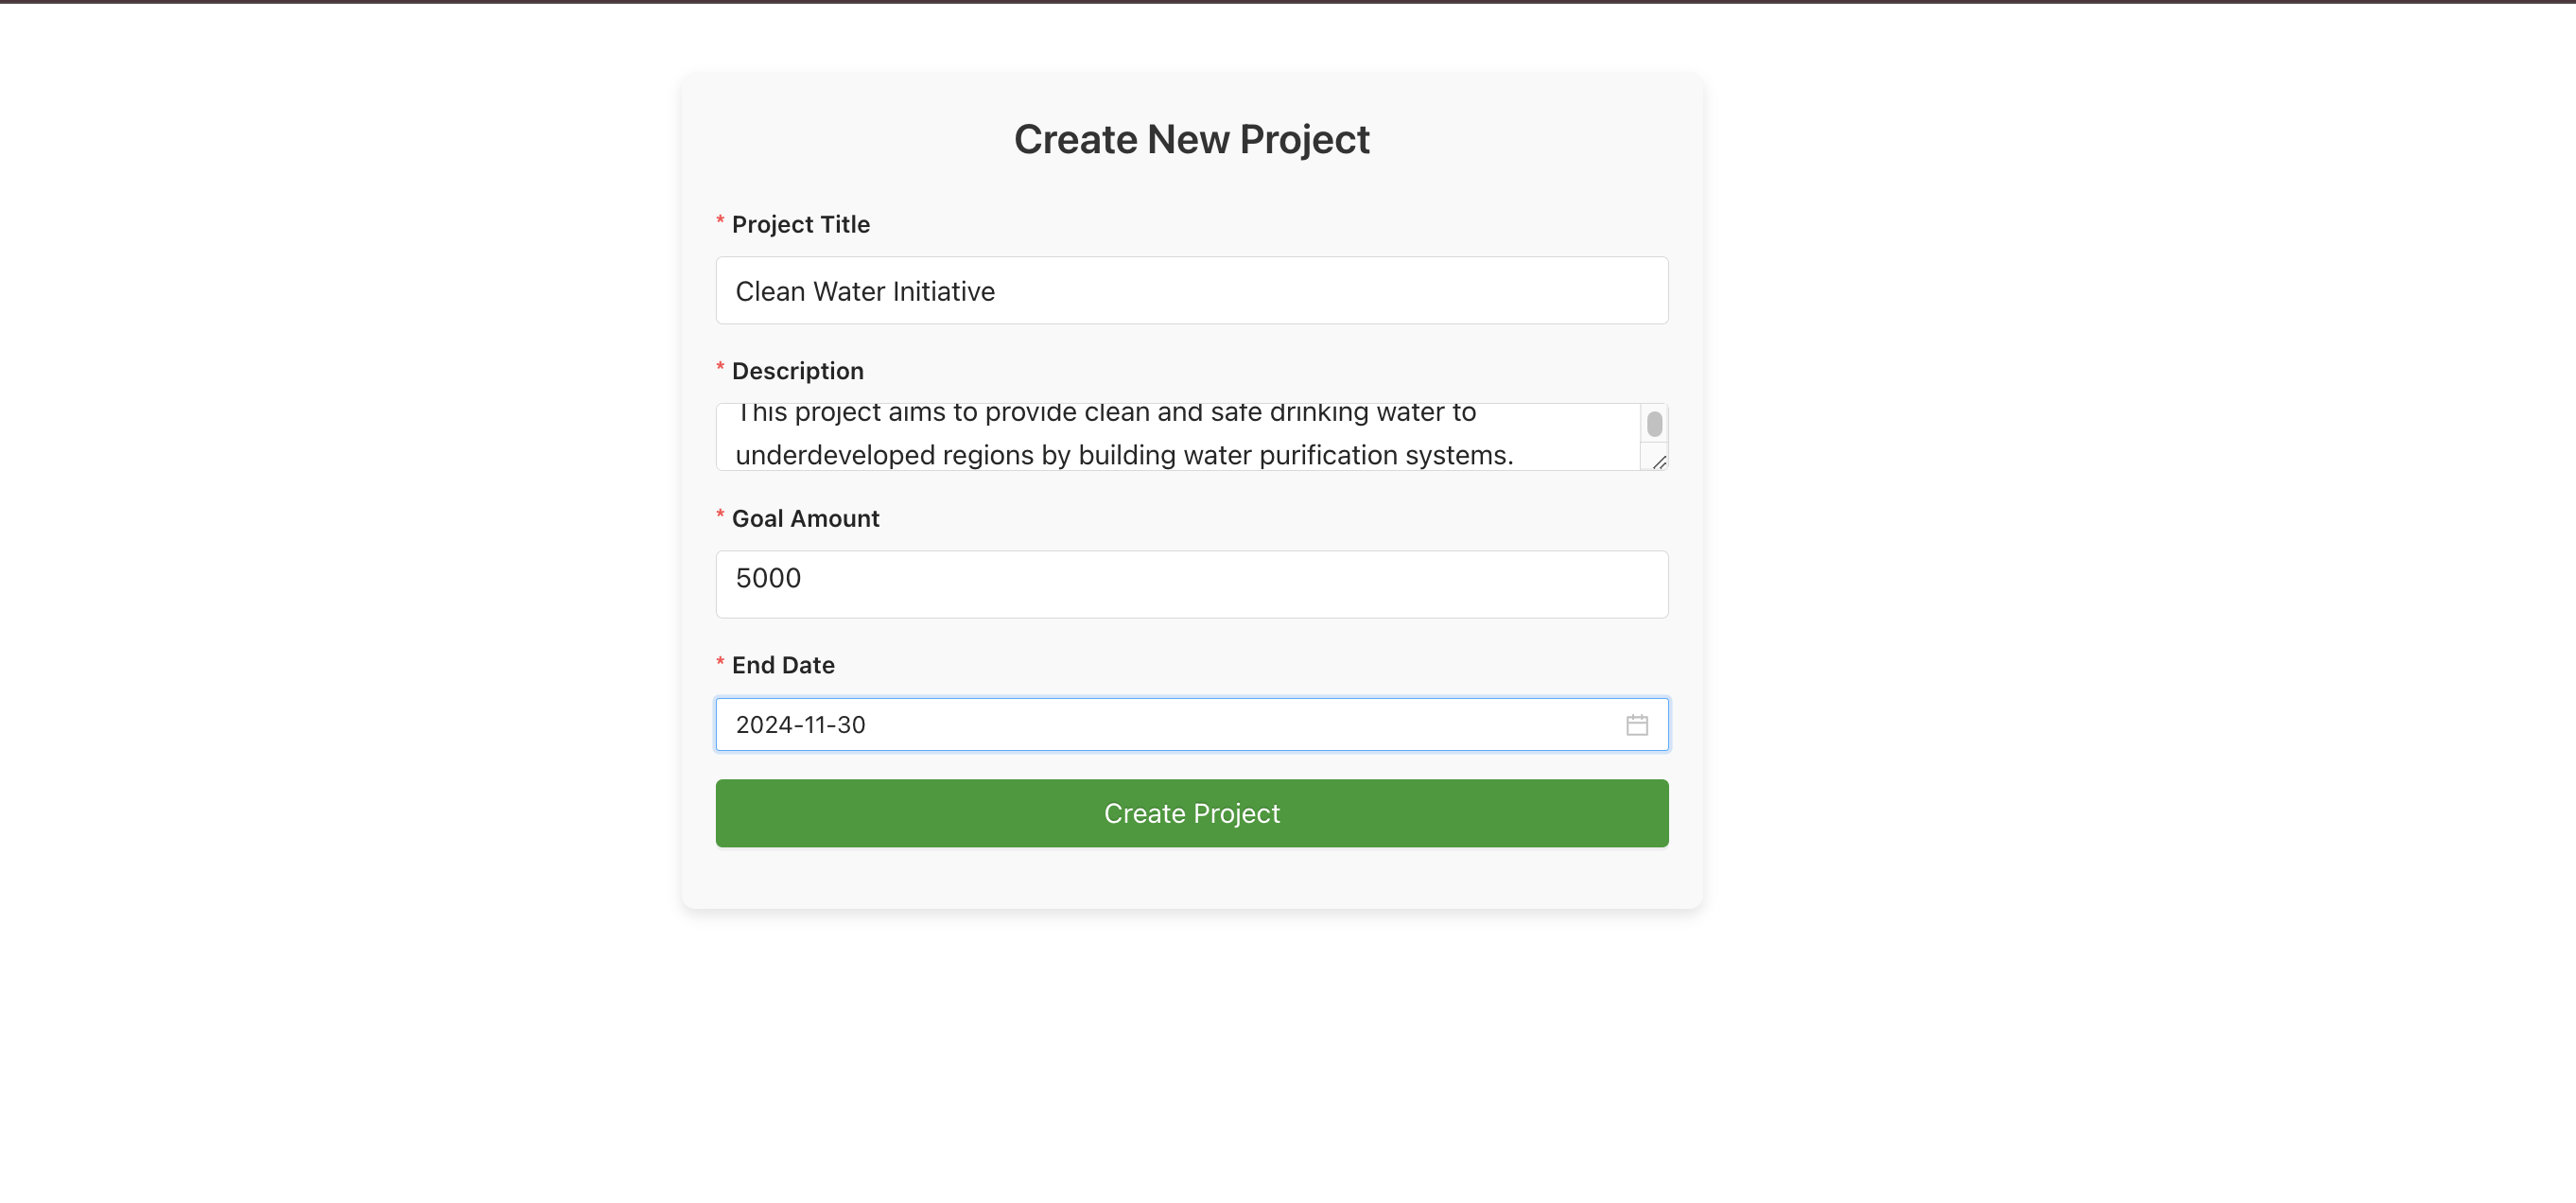 Create New Project
* Project Title
Clean Water Initiative
* Description
This project aims to provide clean and safe drinking water to
underdeveloped regions by building water purification systems.
* Goal Amount
5000
* End Date
2024-11-30
Create Project